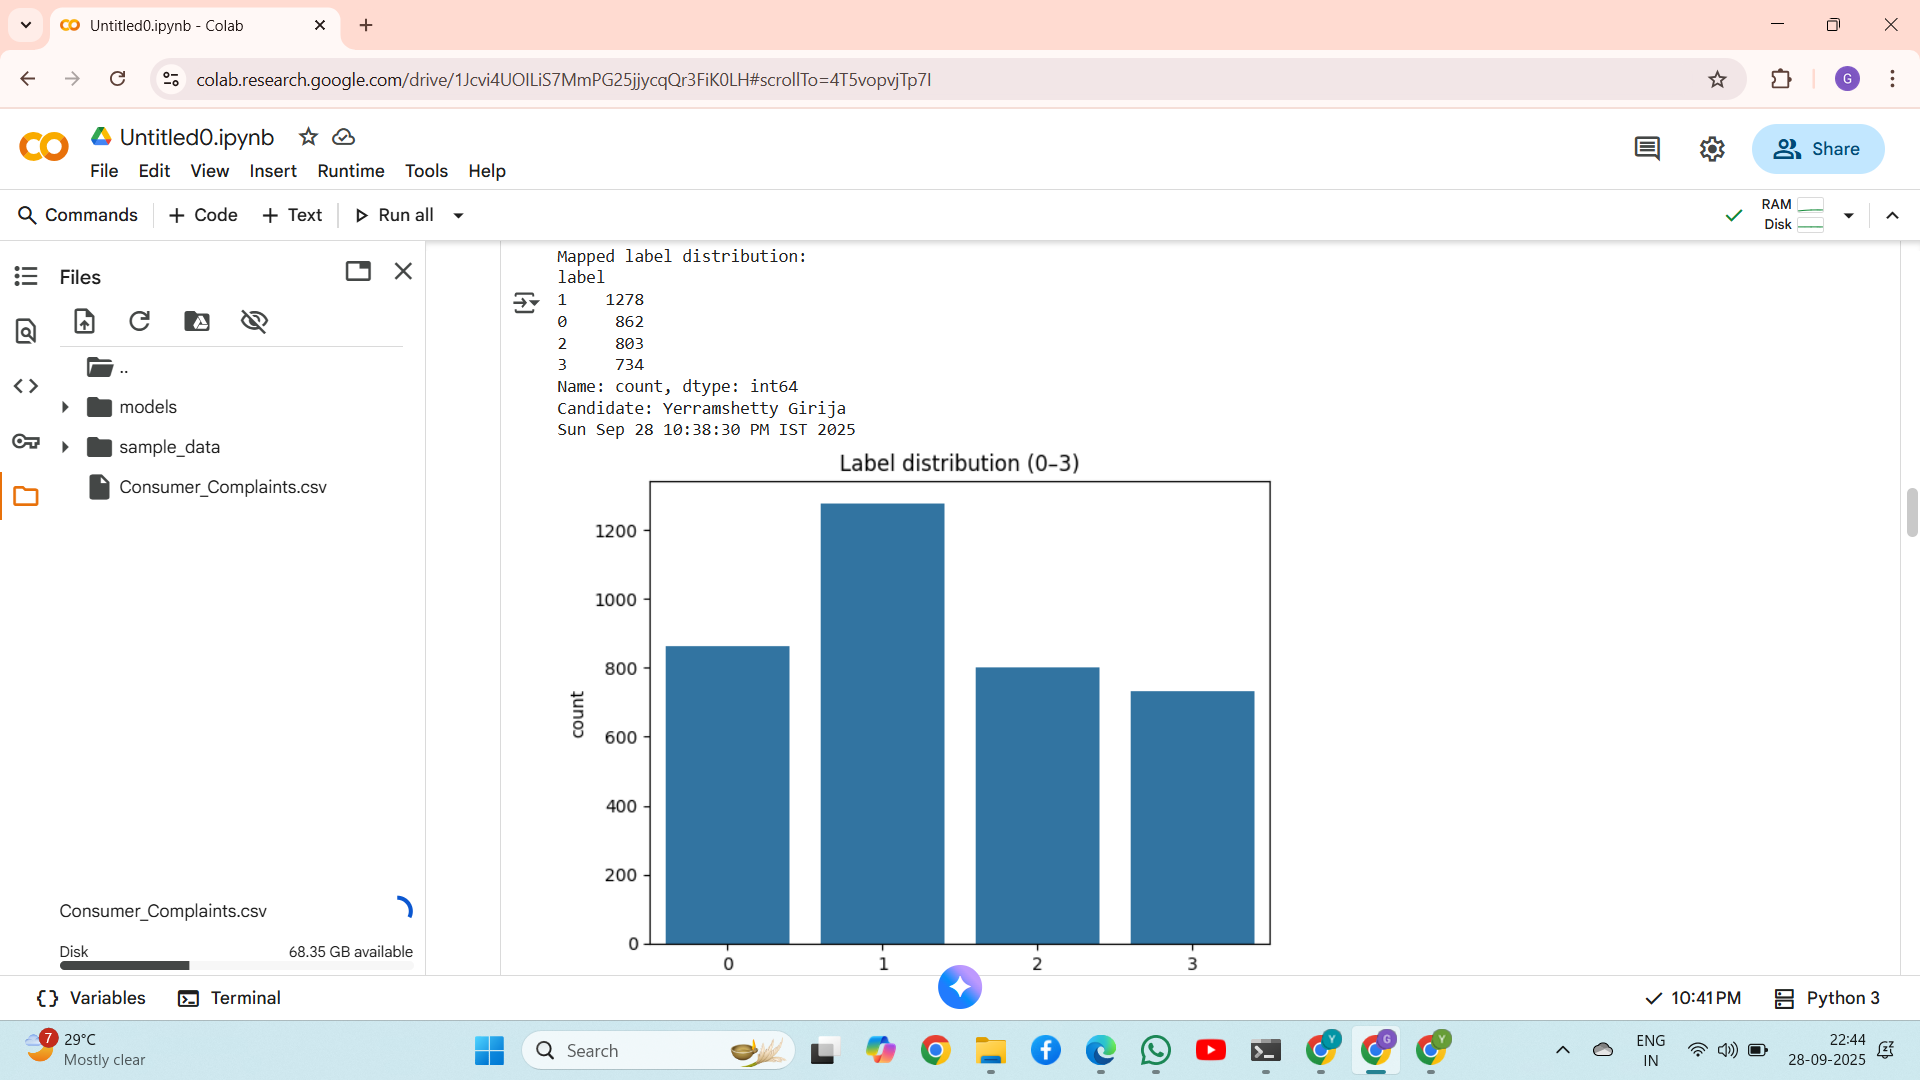 Untitled0.ipynb - Colab
colab.research.google.com/drive/1Jcvi4UOILiS7MmPG25jjycqQr3FiK0LH#scrollTo=4T5vopvjTp7I
G
Untitled0.ipynb
File Edit View Insert Runtime Tools Help
Share
Commands + Code + Text Run all
RAM
Disk
Files
..
models
sample_data
Consumer_Complaints.csv
Consumer_Complaints.csv
Disk 68.35 GB available
Mapped label distribution:
label
1 1278
0 862
2 803
3 734
Name: count, dtype: int64
Candidate: Yerramshetty Girija
Sun Sep 28 10:38:30 PM IST 2025
Label distribution (0–3)
1200
1000
800
600
400
200
0
count
0 1 2 3
{} Variables Terminal
10:41 PM Python 3
7
29°C
Mostly clear
Search
Y
G
Y
ENG
IN
22:44
28-09-2025